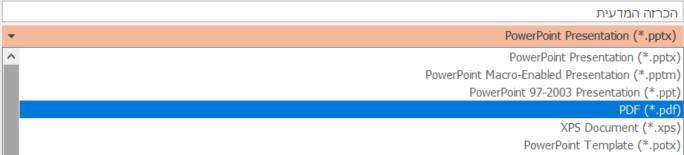 הכרזה המדעית
PowerPoint Presentation (*.pptx)
PowerPoint Presentation (*.pptx)
PowerPoint Macro-Enabled Presentation (*.pptm)
PowerPoint 97-2003 Presentation (*.ppt)
PDF (*.pdf)
XPS Document (*.xps)
PowerPoint Template (*.potx)